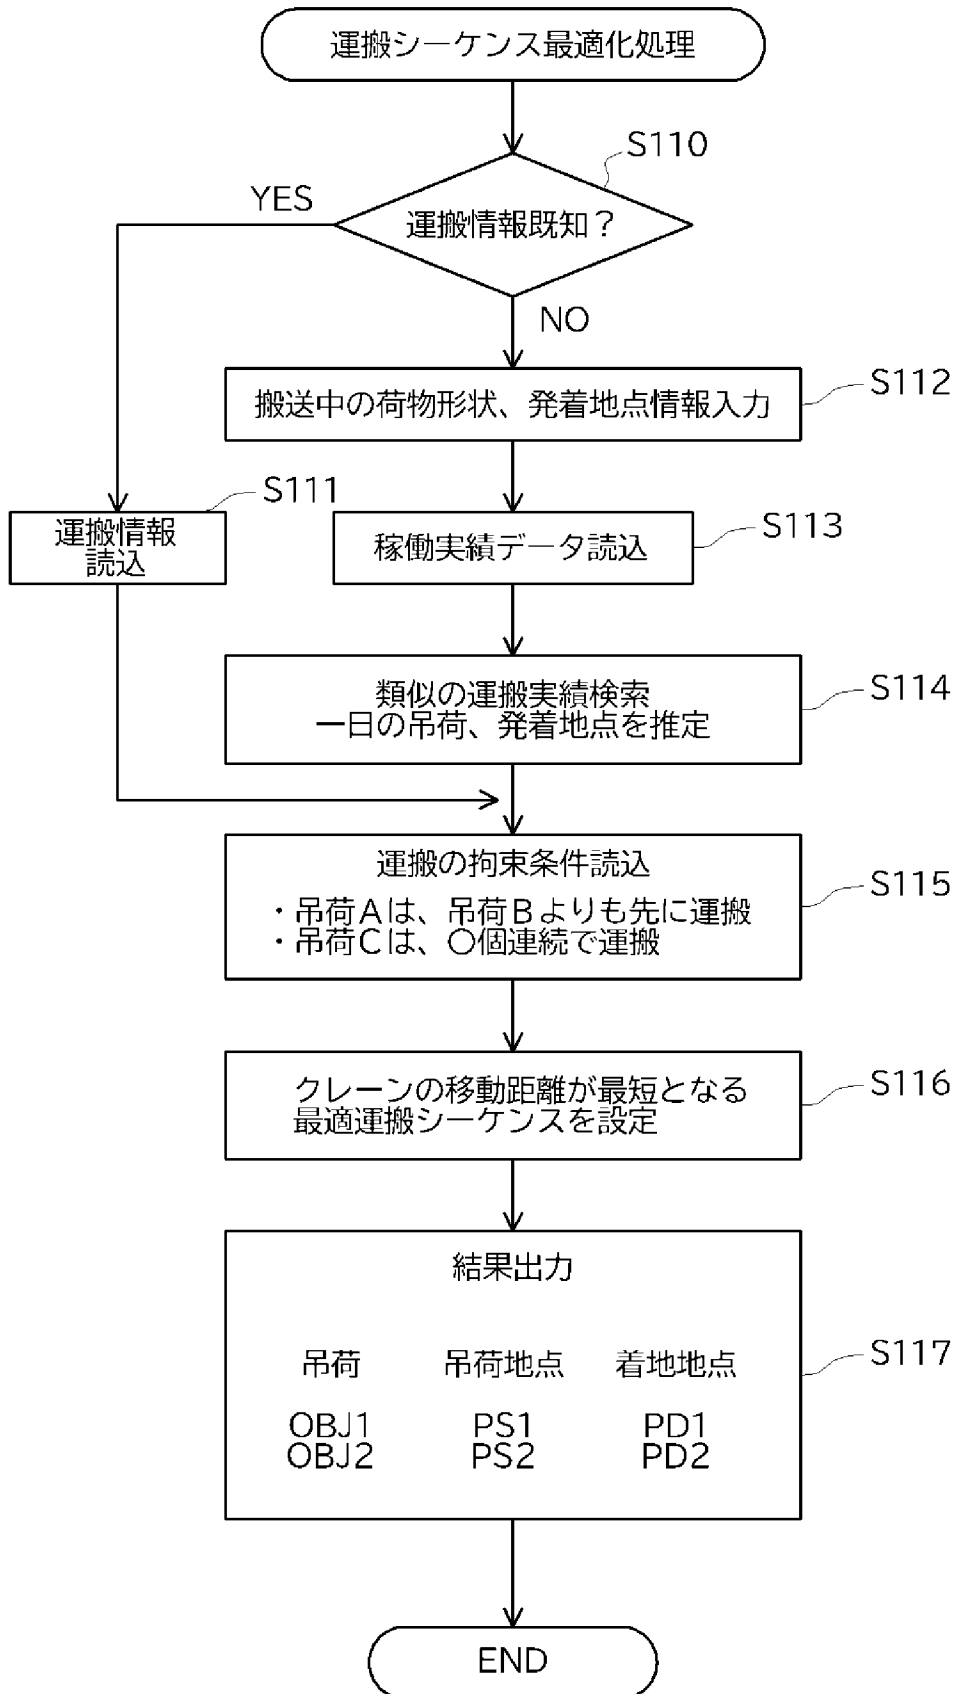 運搬シーケンス最適化処理
S110
YES
運搬情報既知？
NO
S112
搬送中の荷物形状、発着地点情報入力
S111
運搬情報
読込
S113
稼働実績データ読込
S114
類似の運搬実績検索
一日の吊荷、発着地点を推定
S115
運搬の拘束条件読込
・吊荷Ａは、吊荷Ｂよりも先に運搬
・吊荷Ｃは、〇個連続で運搬
S116
クレーンの移動距離が最短となる
最適運搬シーケンスを設定
S117
結果出力
吊荷 吊荷地点 着地地点
OBJ1 PS1 PD1
OBJ2 PS2 PD2
END